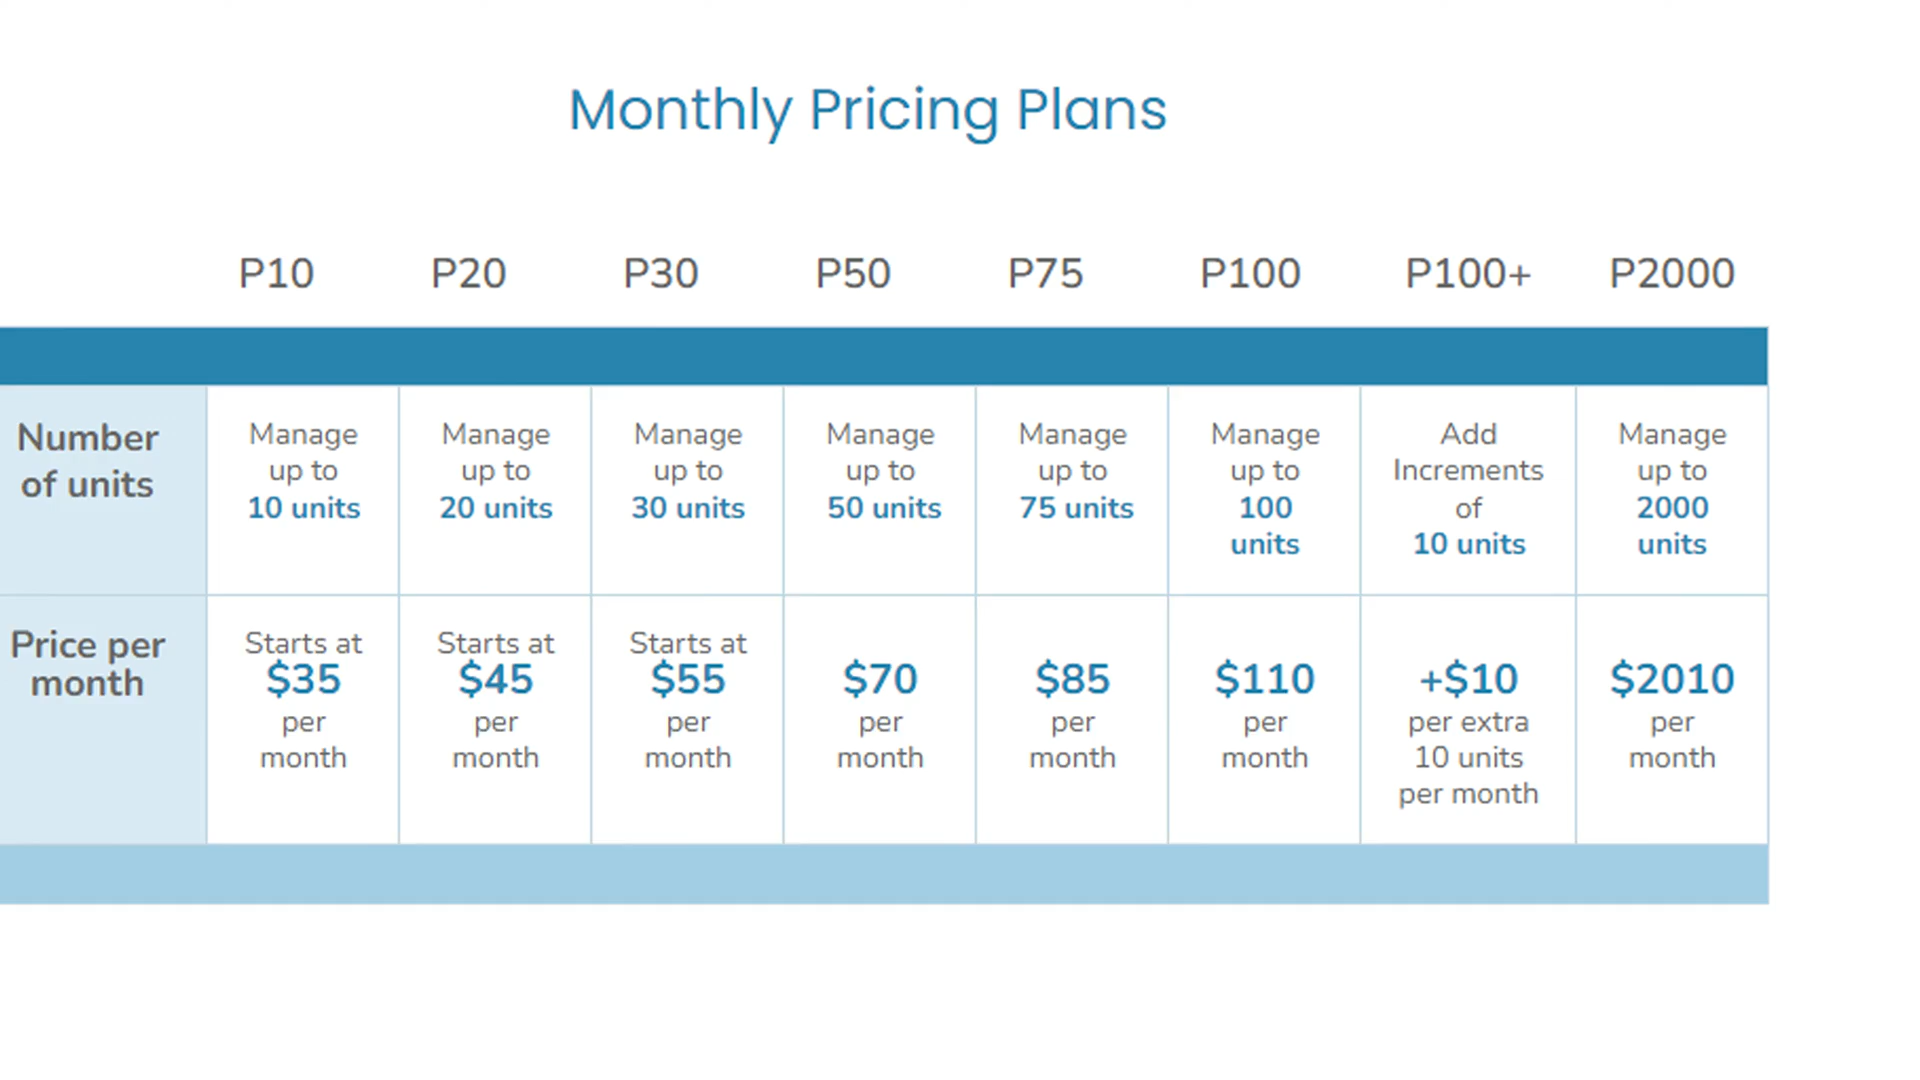 Monthly Pricing Plans
P10 P20 P30 P50 P75 P100 P100+ P2000
Number
of units
Manage
up to
10 units
Manage
up to
20 units
Manage
up to
30 units
Manage
up to
50 units
Manage
up to
75 units
Manage
up to
100
units
Add
Increments
of
10 units
Manage
up to
2000
units
Price per
month
Starts at
$35
per
month
Starts at
$45
per
month
Starts at
$55
per
month
$70
per
month
$85
per
month
$110
per
month
+$10
per extra
10 units
per month
$2010
per
month